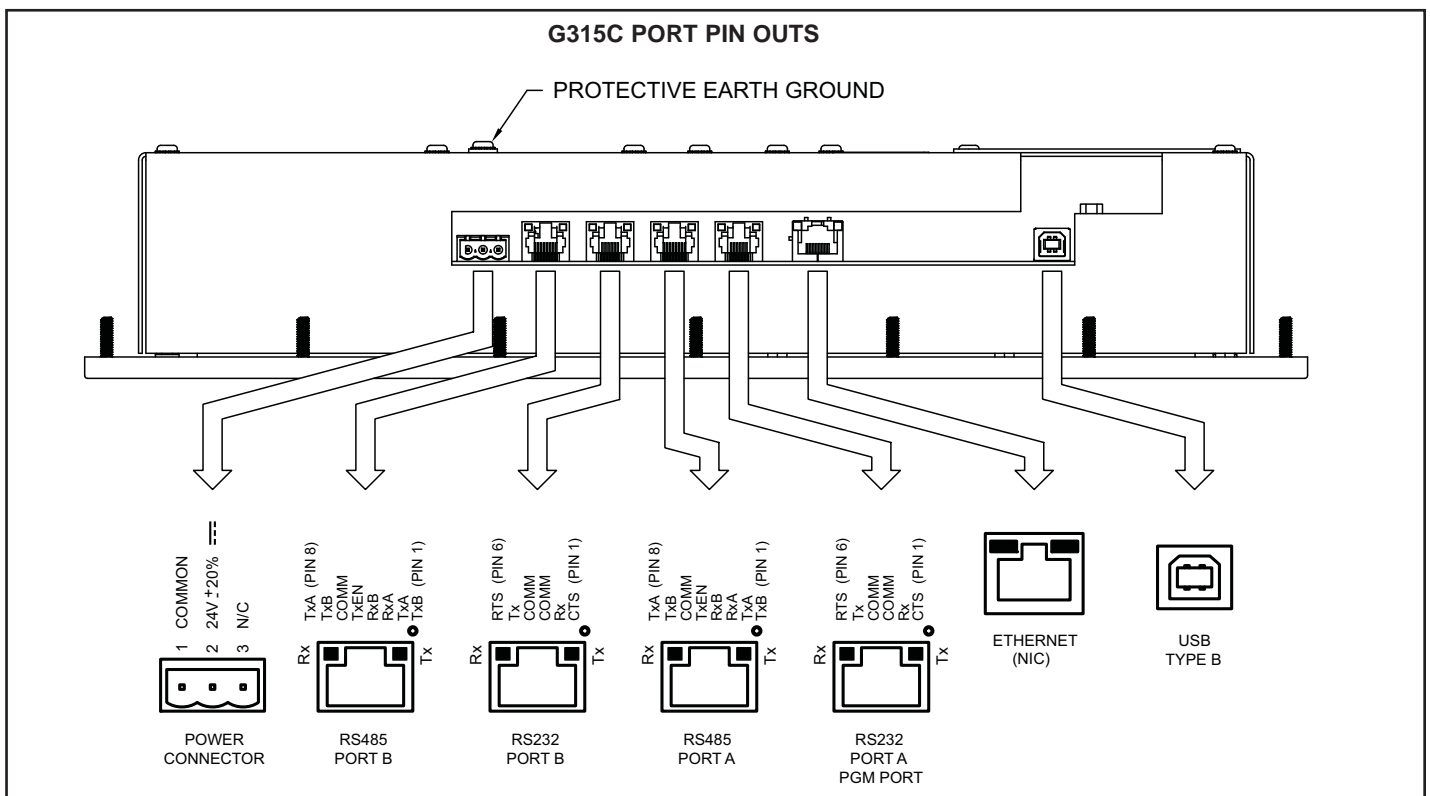 G315C PORT PIN OUTS
PROTECTIVE EARTH GROUND
1 COMMON
2 24V ±20%
3 N/C
POWER
CONNECTOR
TxA (PIN 8)
TxB
COMM
TxEN
RxB
RxA
TxA
TxB (PIN 1)
Rx
Tx
RS485
PORT B
RTS (PIN 6)
Tx
COMM
COMM
Rx
CTS (PIN 1)
Rx
Tx
RS232
PORT B
TxA (PIN 8)
TxB
COMM
TxEN
RxB
RxA
TxA
TxB (PIN 1)
Rx
Tx
RS485
PORT A
RTS (PIN 6)
Tx
COMM
COMM
Rx
CTS (PIN 1)
Rx
Tx
RS232
PORT A
PGM PORT
ETHERNET
(NIC)
USB
TYPE B